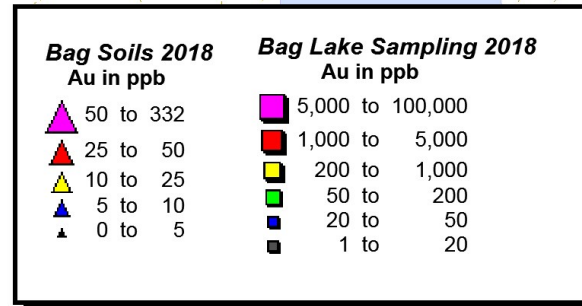 Bag Soils 2018
Au in ppb
50 to 332
25 to 50
10 to 25
5 to 10
0 to 5
Bag Lake Sampling 2018
Au in ppb
5,000 to 100,000
1,000 to 5,000
200 to 1,000
50 to 200
20 to 50
1 to 20